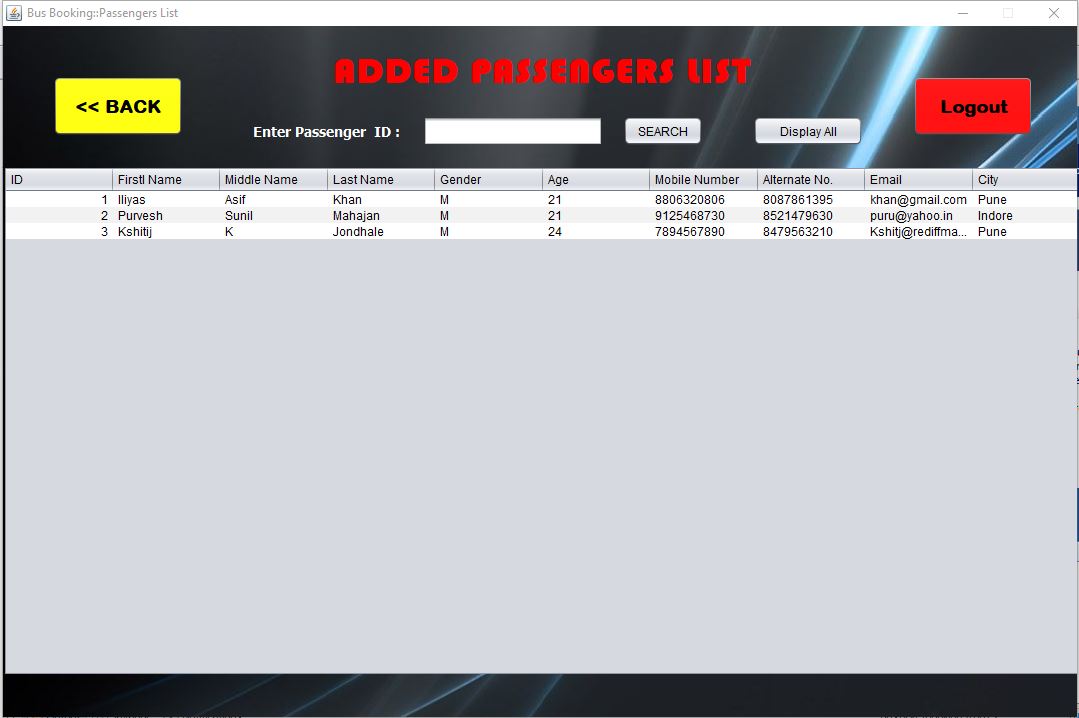 Bus Booking::Passengers List
ADDED PASSENGERS LIST
<< BACK
Logout
Enter Passenger ID :
SEARCH
Display All
ID Firstl Name Middle Name Last Name Gender Age Mobile Number Alternate No. Email City
1 Iliyas Asif Khan M 21 8806320806 8087861395 khan@gmail.com Pune
2 Purvesh Sunil Mahajan M 21 9125468730 8521479630 puru@yahoo.in Indore
3 Kshitij K Jondhale M 24 7894567890 8479563210 Kshitj@rediffma... Pune